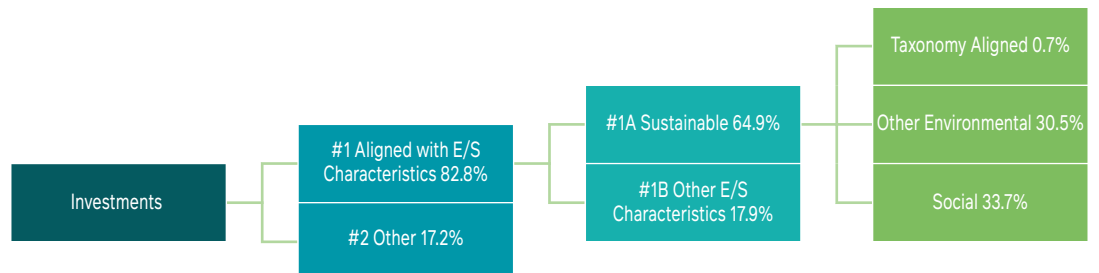 Investments
#1 Aligned with E/S
Characteristics 82.8%
#2 Other 17.2%
#1A Sustainable 64.9%
#1B Other E/S
Characteristics 17.9%
Taxonomy Aligned 0.7%
Other Environmental 30.5%
Social 33.7%